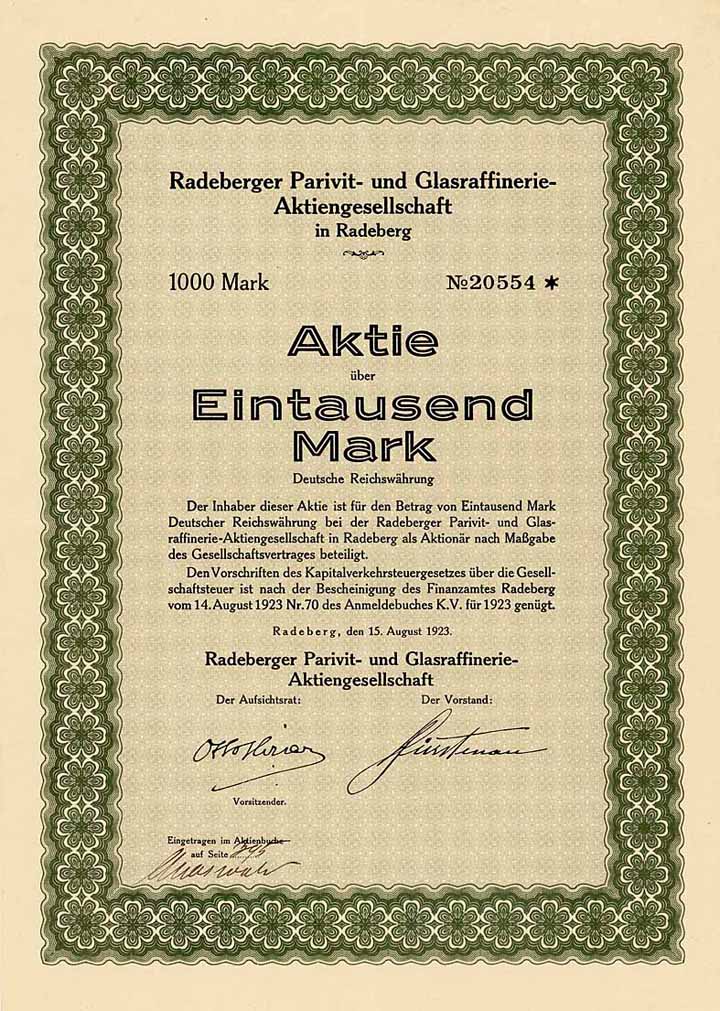 Radeberger Parivit- und Glasraffinerie-
Aktiengesellschaft
in Radeberg
1000 Mark
№20554 *
Aktie
über
Eintausend
Mark
Deutsche Reichswährung
Der Inhaber dieser Aktie ist für den Betrag von Eintausend Mark
Deutscher Reichswährung bei der Radeberger Parivit- und Glas-
raffinerie-Aktiengesellschaft in Radeberg als Aktionär nach Maßgabe
des Gesellschaftsvertrages beteiligt.
Den Vorschriften des Kapitalverkehrsteuergesetzes über die Gesell-
schaftsteuer ist nach der Bescheinigung des Finanzamtes Radeberg
vom 14. August 1923 Nr. 70 des Anmeldebuches K.V. für 1923 genügt.
Radeberg, den 15. August 1923.
Radeberger Parivit- und Glasraffinerie-
Aktiengesellschaft
Der Aufsichtsrat:
Der Vorstand:
Fürstenau
Vorsitzender.
Eingetragen im Aktienbuche
auf Seite